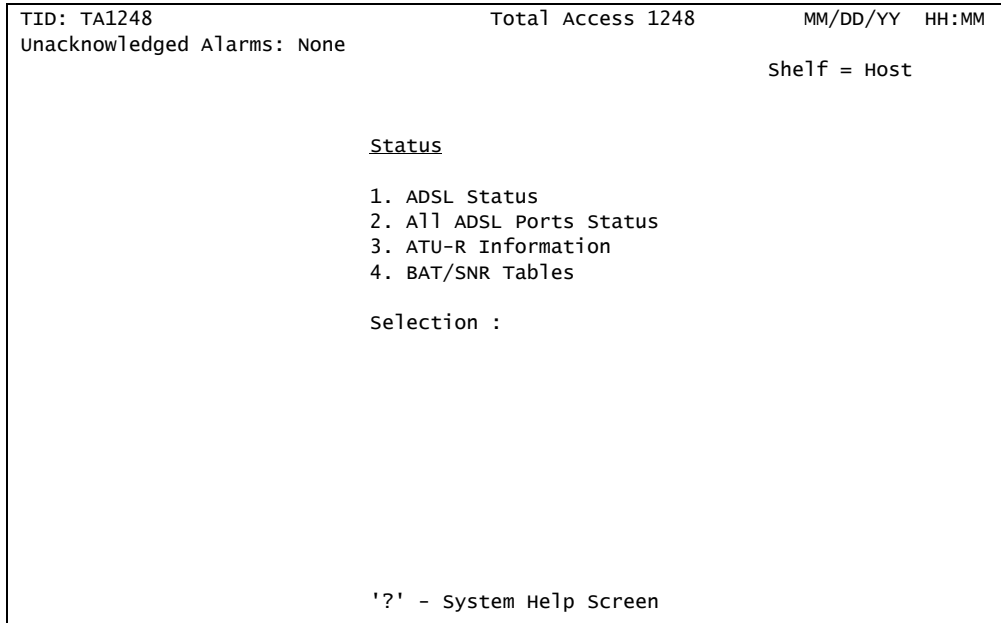 TID: TA1248 Total Access 1248 MM/DD/YY HH:MM
Unacknowledged Alarms: None
Shelf = Host
Status
1. ADSL Status
2. All ADSL Ports Status
3. ATU-R Information
4. BAT/SNR Tables
Selection :
'?' - System Help Screen